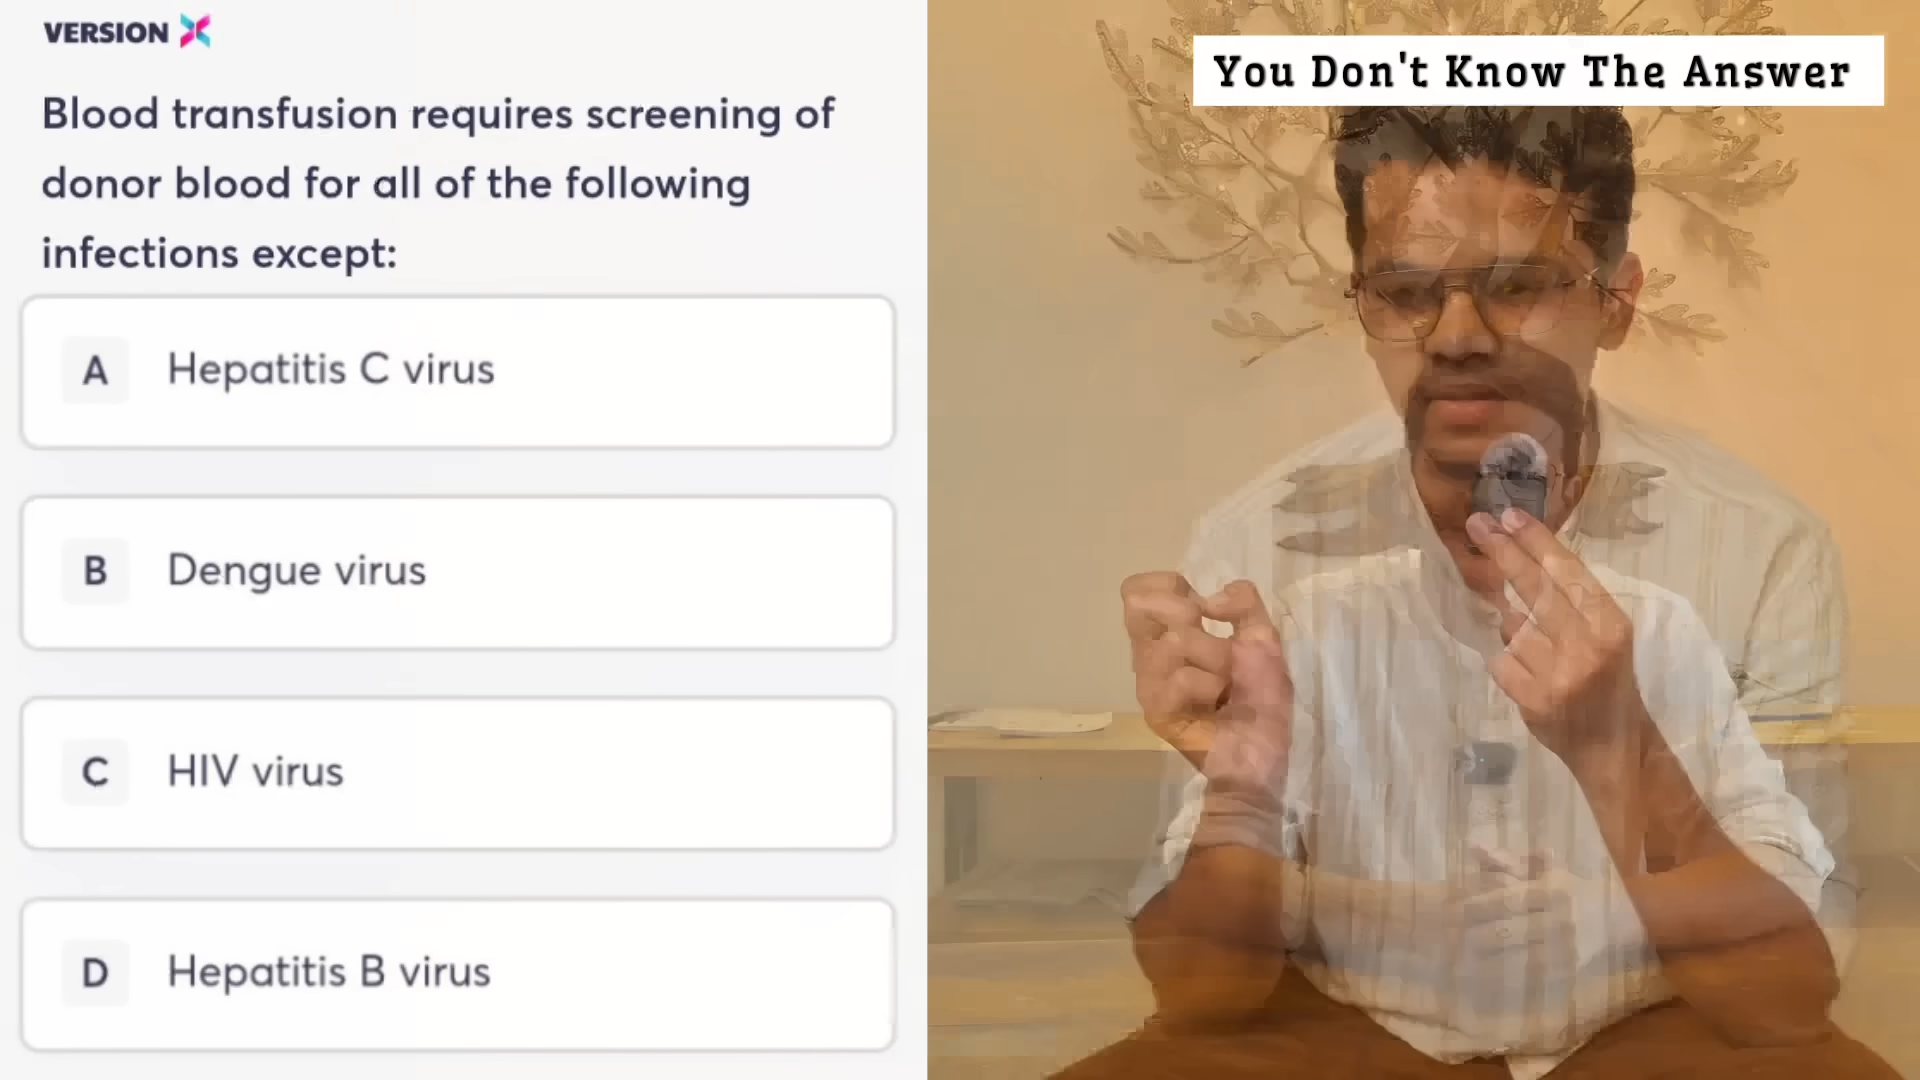 VERSION X
Blood transfusion requires screening of
donor blood for all of the following
infections except:
A Hepatitis C virus
B Dengue virus
C HIV virus
D Hepatitis B virus
You Don't Know The Answer